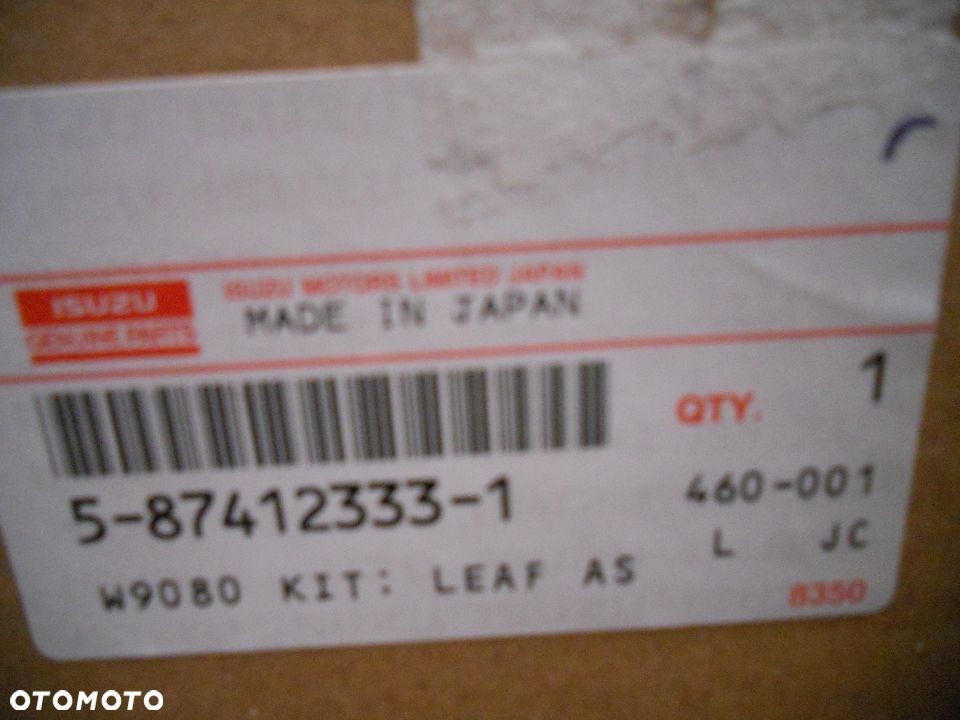 ISUZU
GENUINE PARTS
ISUZU MOTORS LIMITED JAPAN
MADE IN JAPAN
QTY. 1
5-87412333-1
460-001
L JC
W9080 KIT: LEAF AS
8350
OTOMOTO